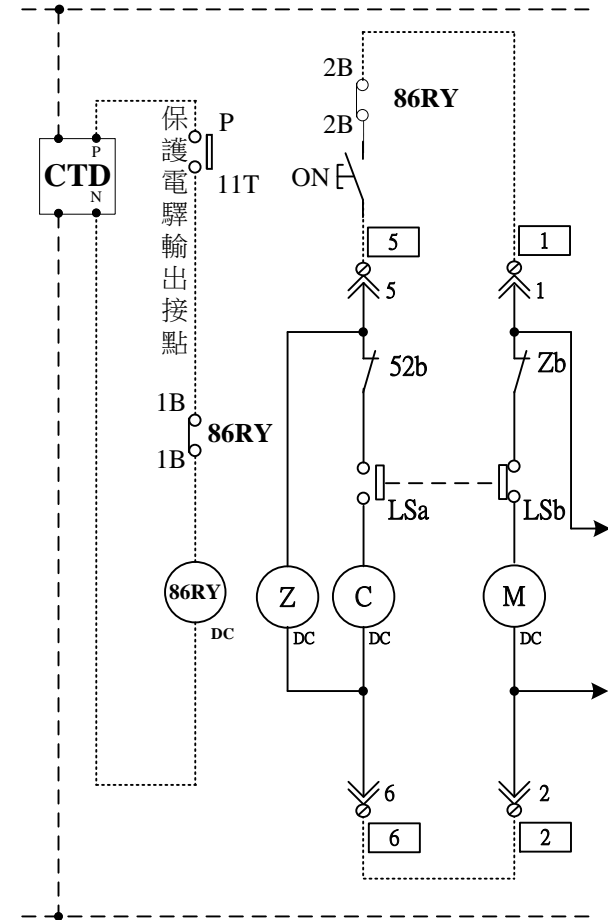 CTD
P
N
保護電驛輸出接點
P
11T
1B
86RY
1B
86RY
DC
2B
86RY
2B
ON
5
1
5
1
52b
Zb
LSa
LSb
Z
C
M
DC
DC
DC
6
2
6
2